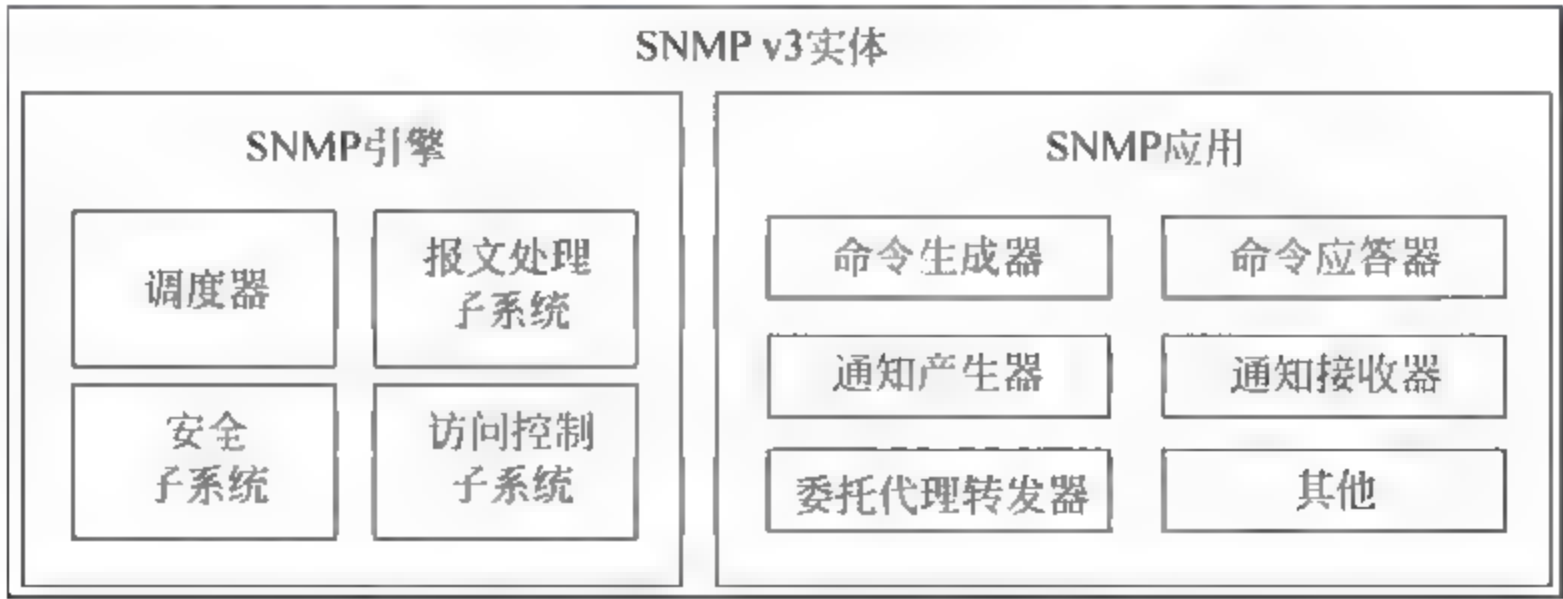 SNMP v3实体
SNMP引擎
调度器
报文处理
子系统
安全
子系统
访问控制
子系统
SNMP应用
命令生成器
命令应答器
通知产生器
通知接收器
委托代理转发器
其他